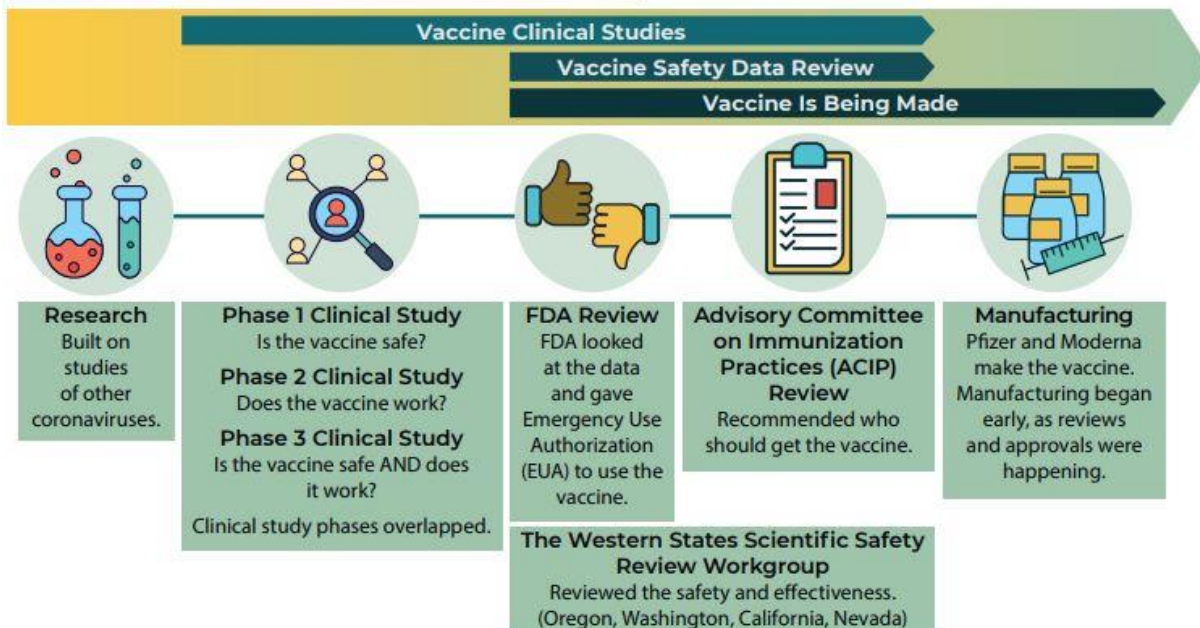 Vaccine Clinical Studies
Vaccine Safety Data Review
Vaccine Is Being Made
Research
Built on
studies
of other
coronaviruses.
Phase 1 Clinical Study
Is the vaccine safe?
Phase 2 Clinical Study
Does the vaccine work?
Phase 3 Clinical Study
Is the vaccine safe AND does
it work?
Clinical study phases overlapped.
FDA Review
FDA looked
at the data
and gave
Emergency Use
Authorization
(EUA) to use the
vaccine.
Advisory Committee
on Immunization
Practices (ACIP)
Review
Recommended who
should get the vaccine.
Manufacturing
Pfizer and Moderna
make the vaccine.
Manufacturing began
early, as reviews
and approvals were
happening.
The Western States Scientific Safety
Review Workgroup
Reviewed the safety and effectiveness.
(Oregon, Washington, California, Nevada)